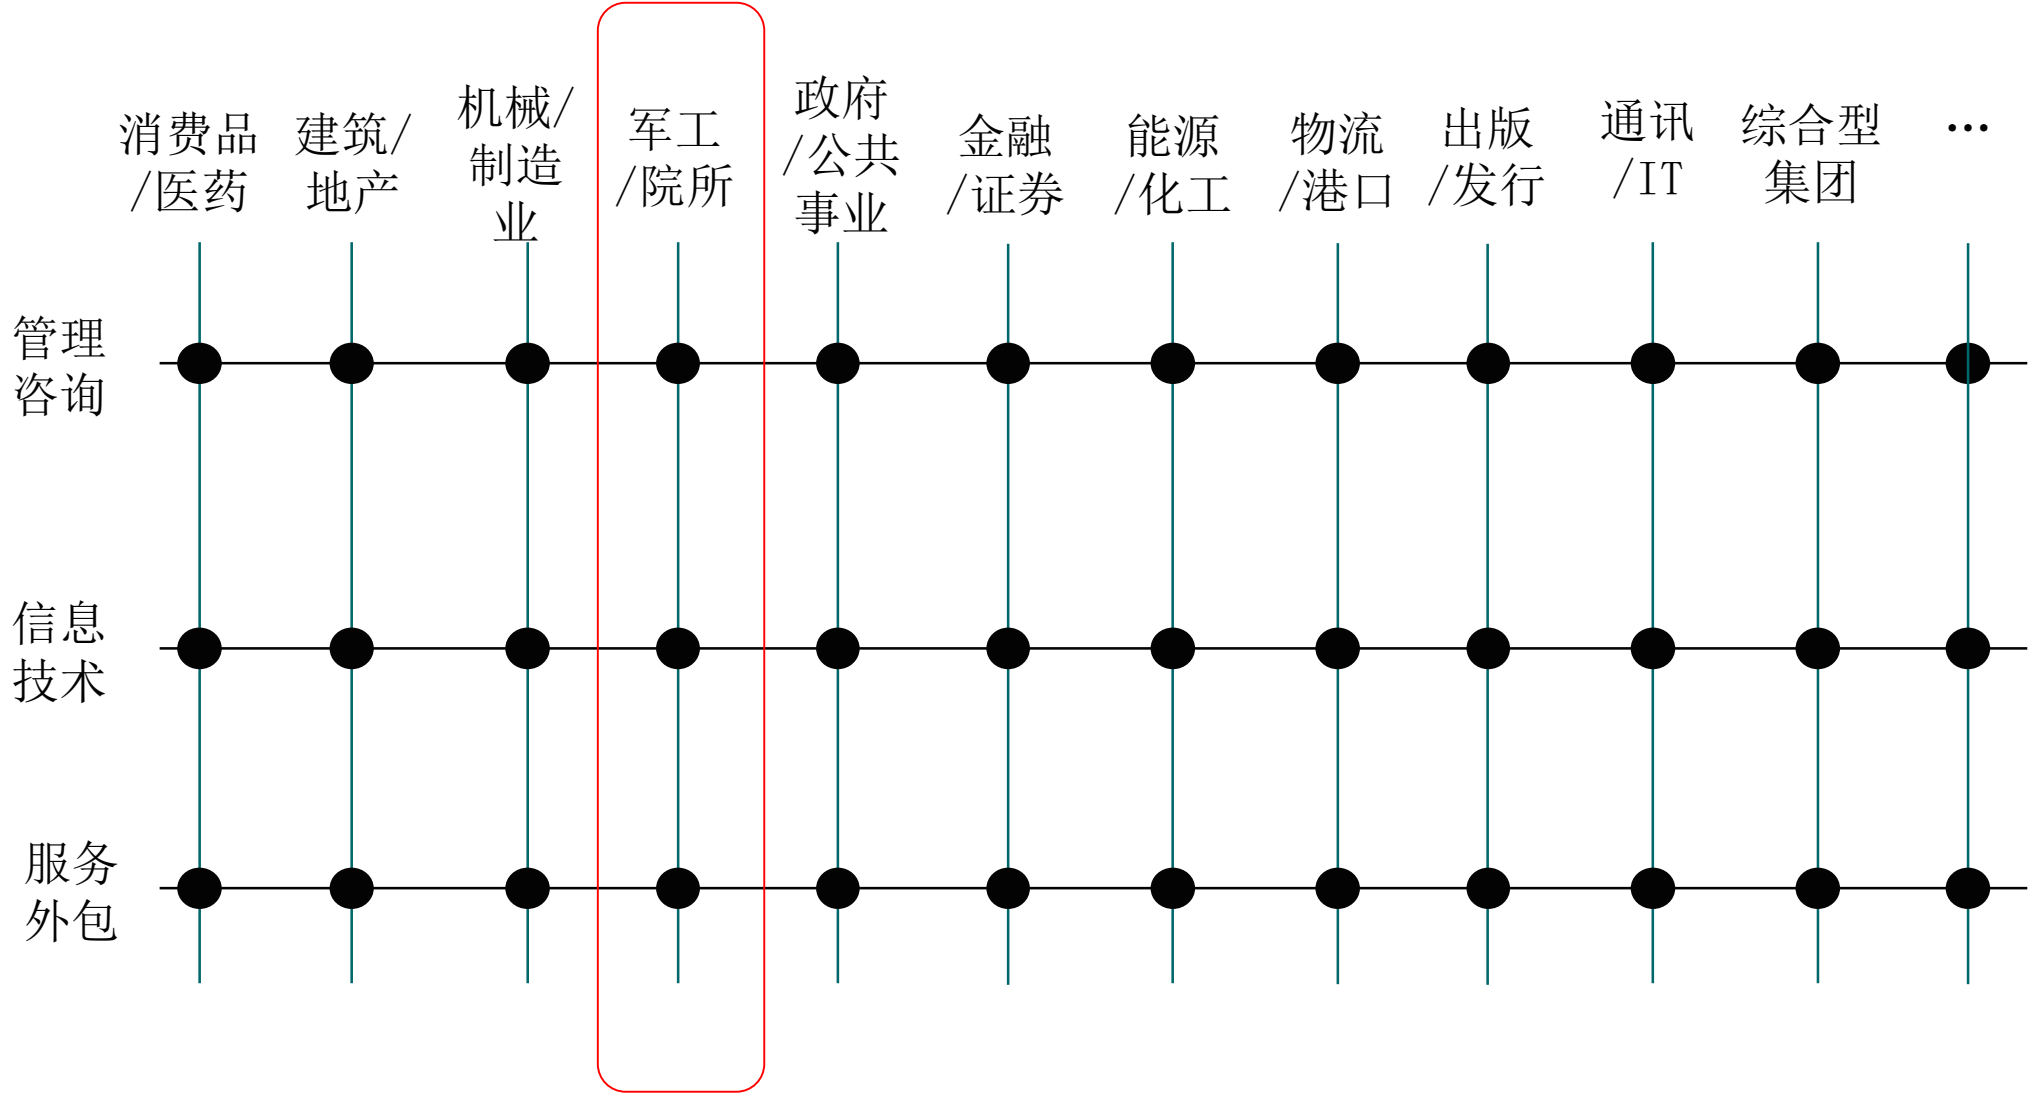 消费品
/医药
建筑/
地产
机械/
制造
业
军工
/院所
政府
/公共
事业
金融
/证券
能源
/化工
物流
/港口
出版
/发行
通讯
/IT
综合型
集团
…
管理
咨询
信息
技术
服务
外包